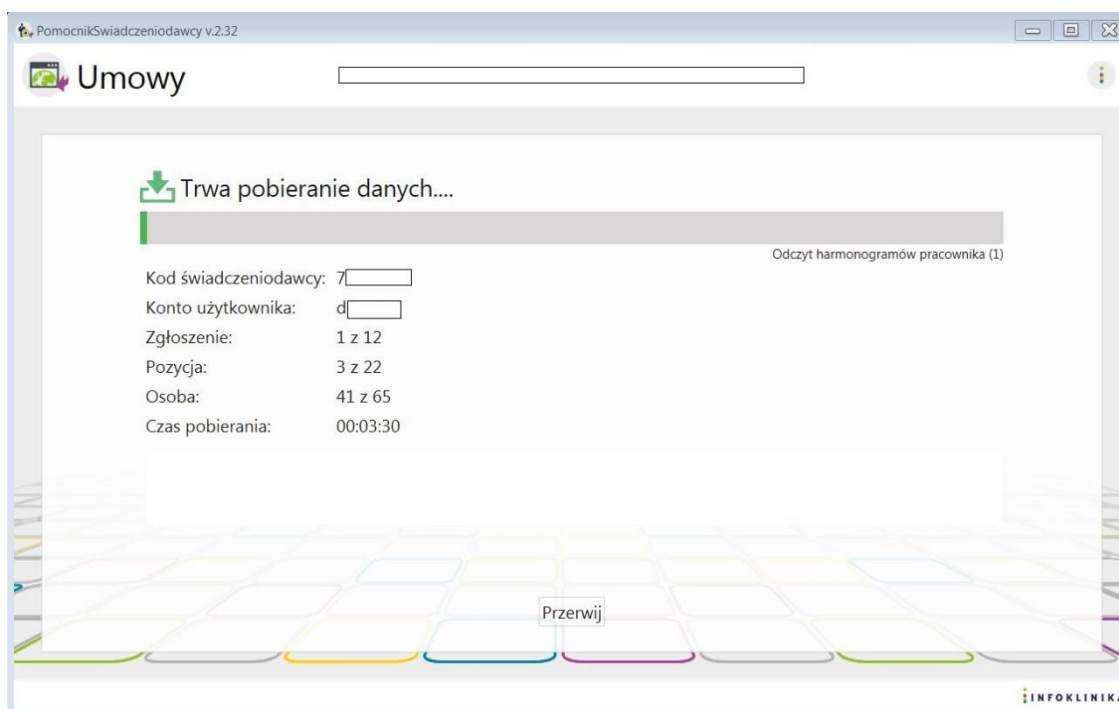 PomocnikSwiadczeniodawcy v.2.32
Umowy
Trwa pobieranie danych....
Odczyt harmonogramów pracownika (1)
Kod świadczeniodawcy: 7
Konto użytkownika: d
Zgłoszenie: 1 z 12
Pozycja: 3 z 22
Osoba: 41 z 65
Czas pobierania: 00:03:30
Przerwij
INFOKLINIKA